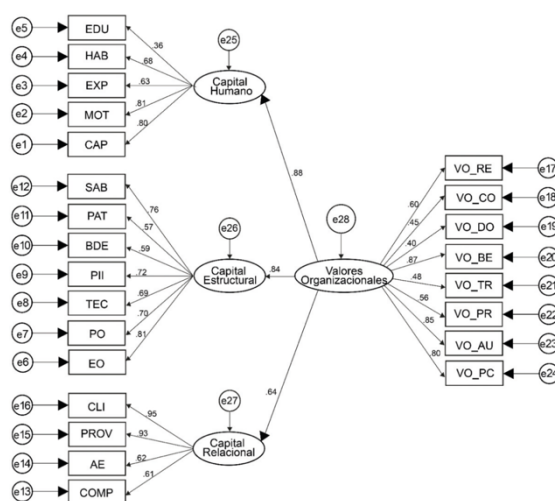 e5
EDU
.36
e4
HAB
.68
e3
EXP
.63
e2
MOT
.81
e1
CAP
.80
e25
Capital
Humano
.88
e12
SAB
.76
e11
PAT
.57
e10
BDE
.59
e9
PII
.72
e8
TEC
.69
e7
PO
.70
e6
EO
.81
e26
Capital
Estructural
.84
e28
Valores
Organizacionales
VO_RE
e17
.60
VO_CO
e18
.45
VO_DO
e19
.40
VO_BE
e20
.87
VO_TR
e21
.48
VO_PR
e22
.56
VO_AU
e23
.85
VO_PC
e24
.80
.64
e16
CLI
.95
e15
PROV
.93
e14
AE
.62
e13
COMP
.61
e27
Capital
Relacional